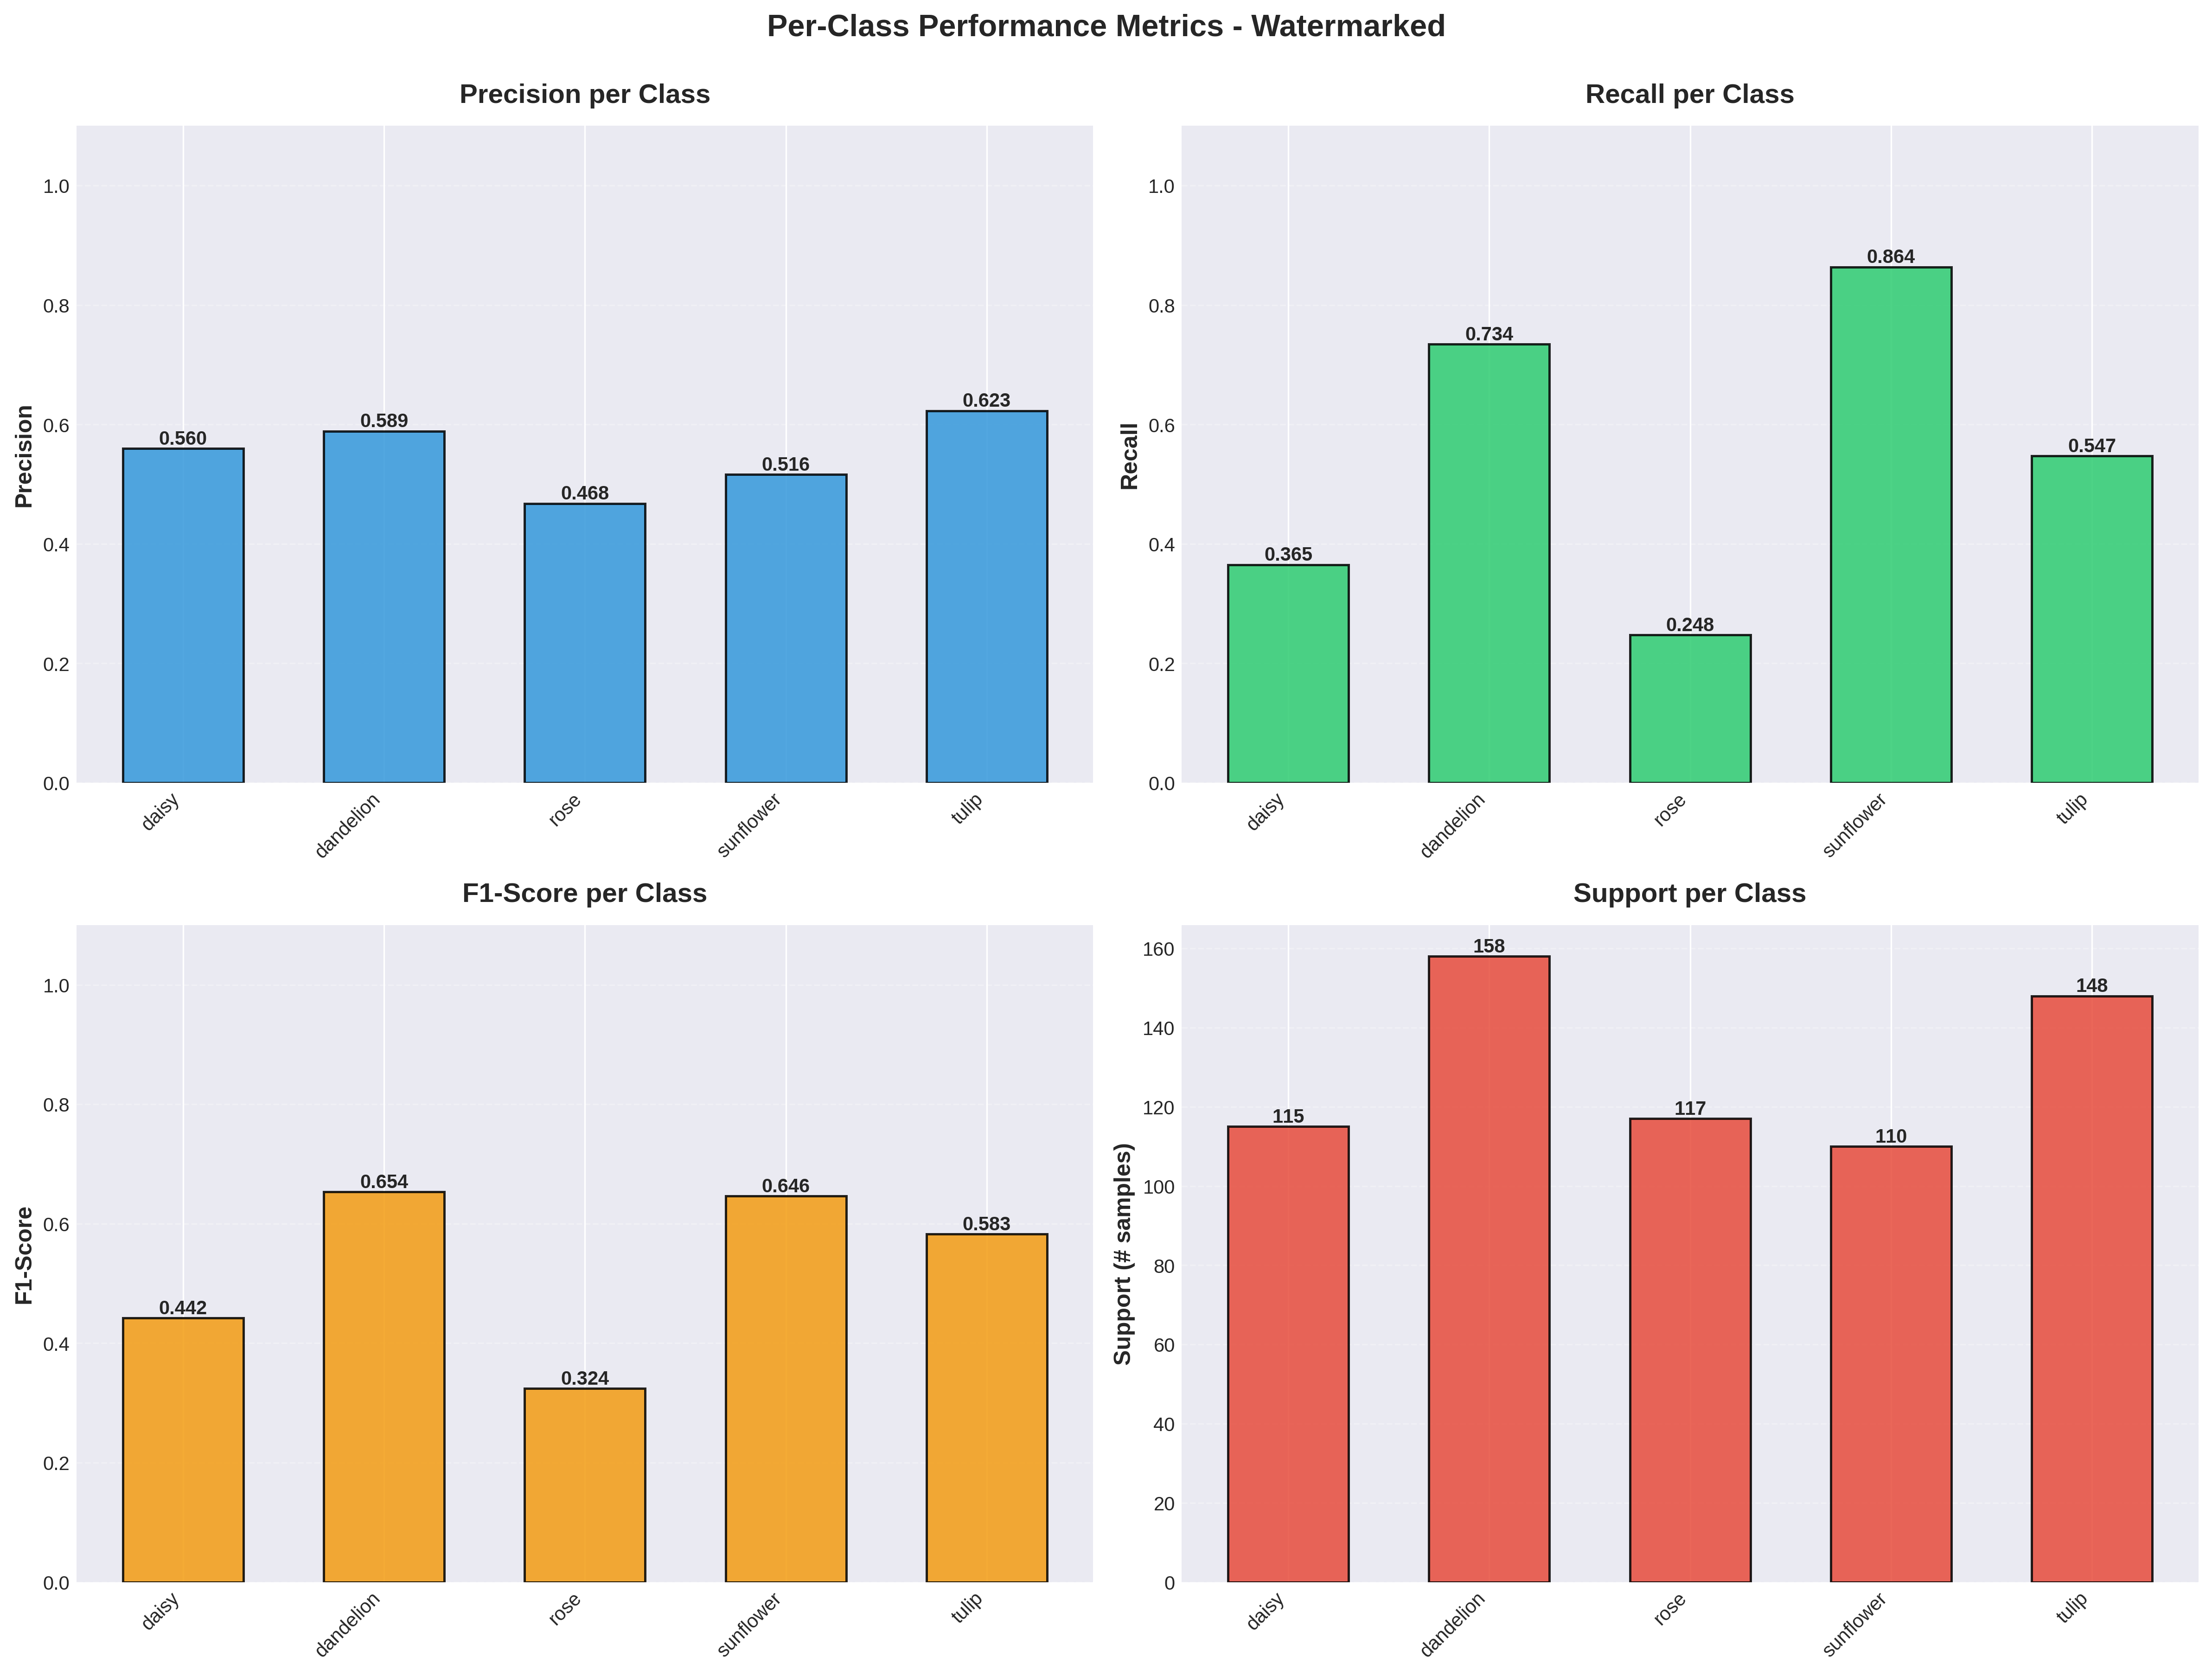 Per-Class Performance Metrics - Watermarked
Precision per Class
Precision
1.0
0.8
0.6
0.4
0.2
0.0
0.560
0.589
0.468
0.516
0.623
daisy
dandelion
rose
sunflower
tulip
Recall per Class
Recall
1.0
0.8
0.6
0.4
0.2
0.0
0.365
0.734
0.248
0.864
0.547
daisy
dandelion
rose
sunflower
tulip
F1-Score per Class
F1-Score
1.0
0.8
0.6
0.4
0.2
0.0
0.442
0.654
0.324
0.646
0.583
daisy
dandelion
rose
sunflower
tulip
Support per Class
Support (# samples)
160
140
120
100
80
60
40
20
0
115
158
117
110
148
daisy
dandelion
rose
sunflower
tulip